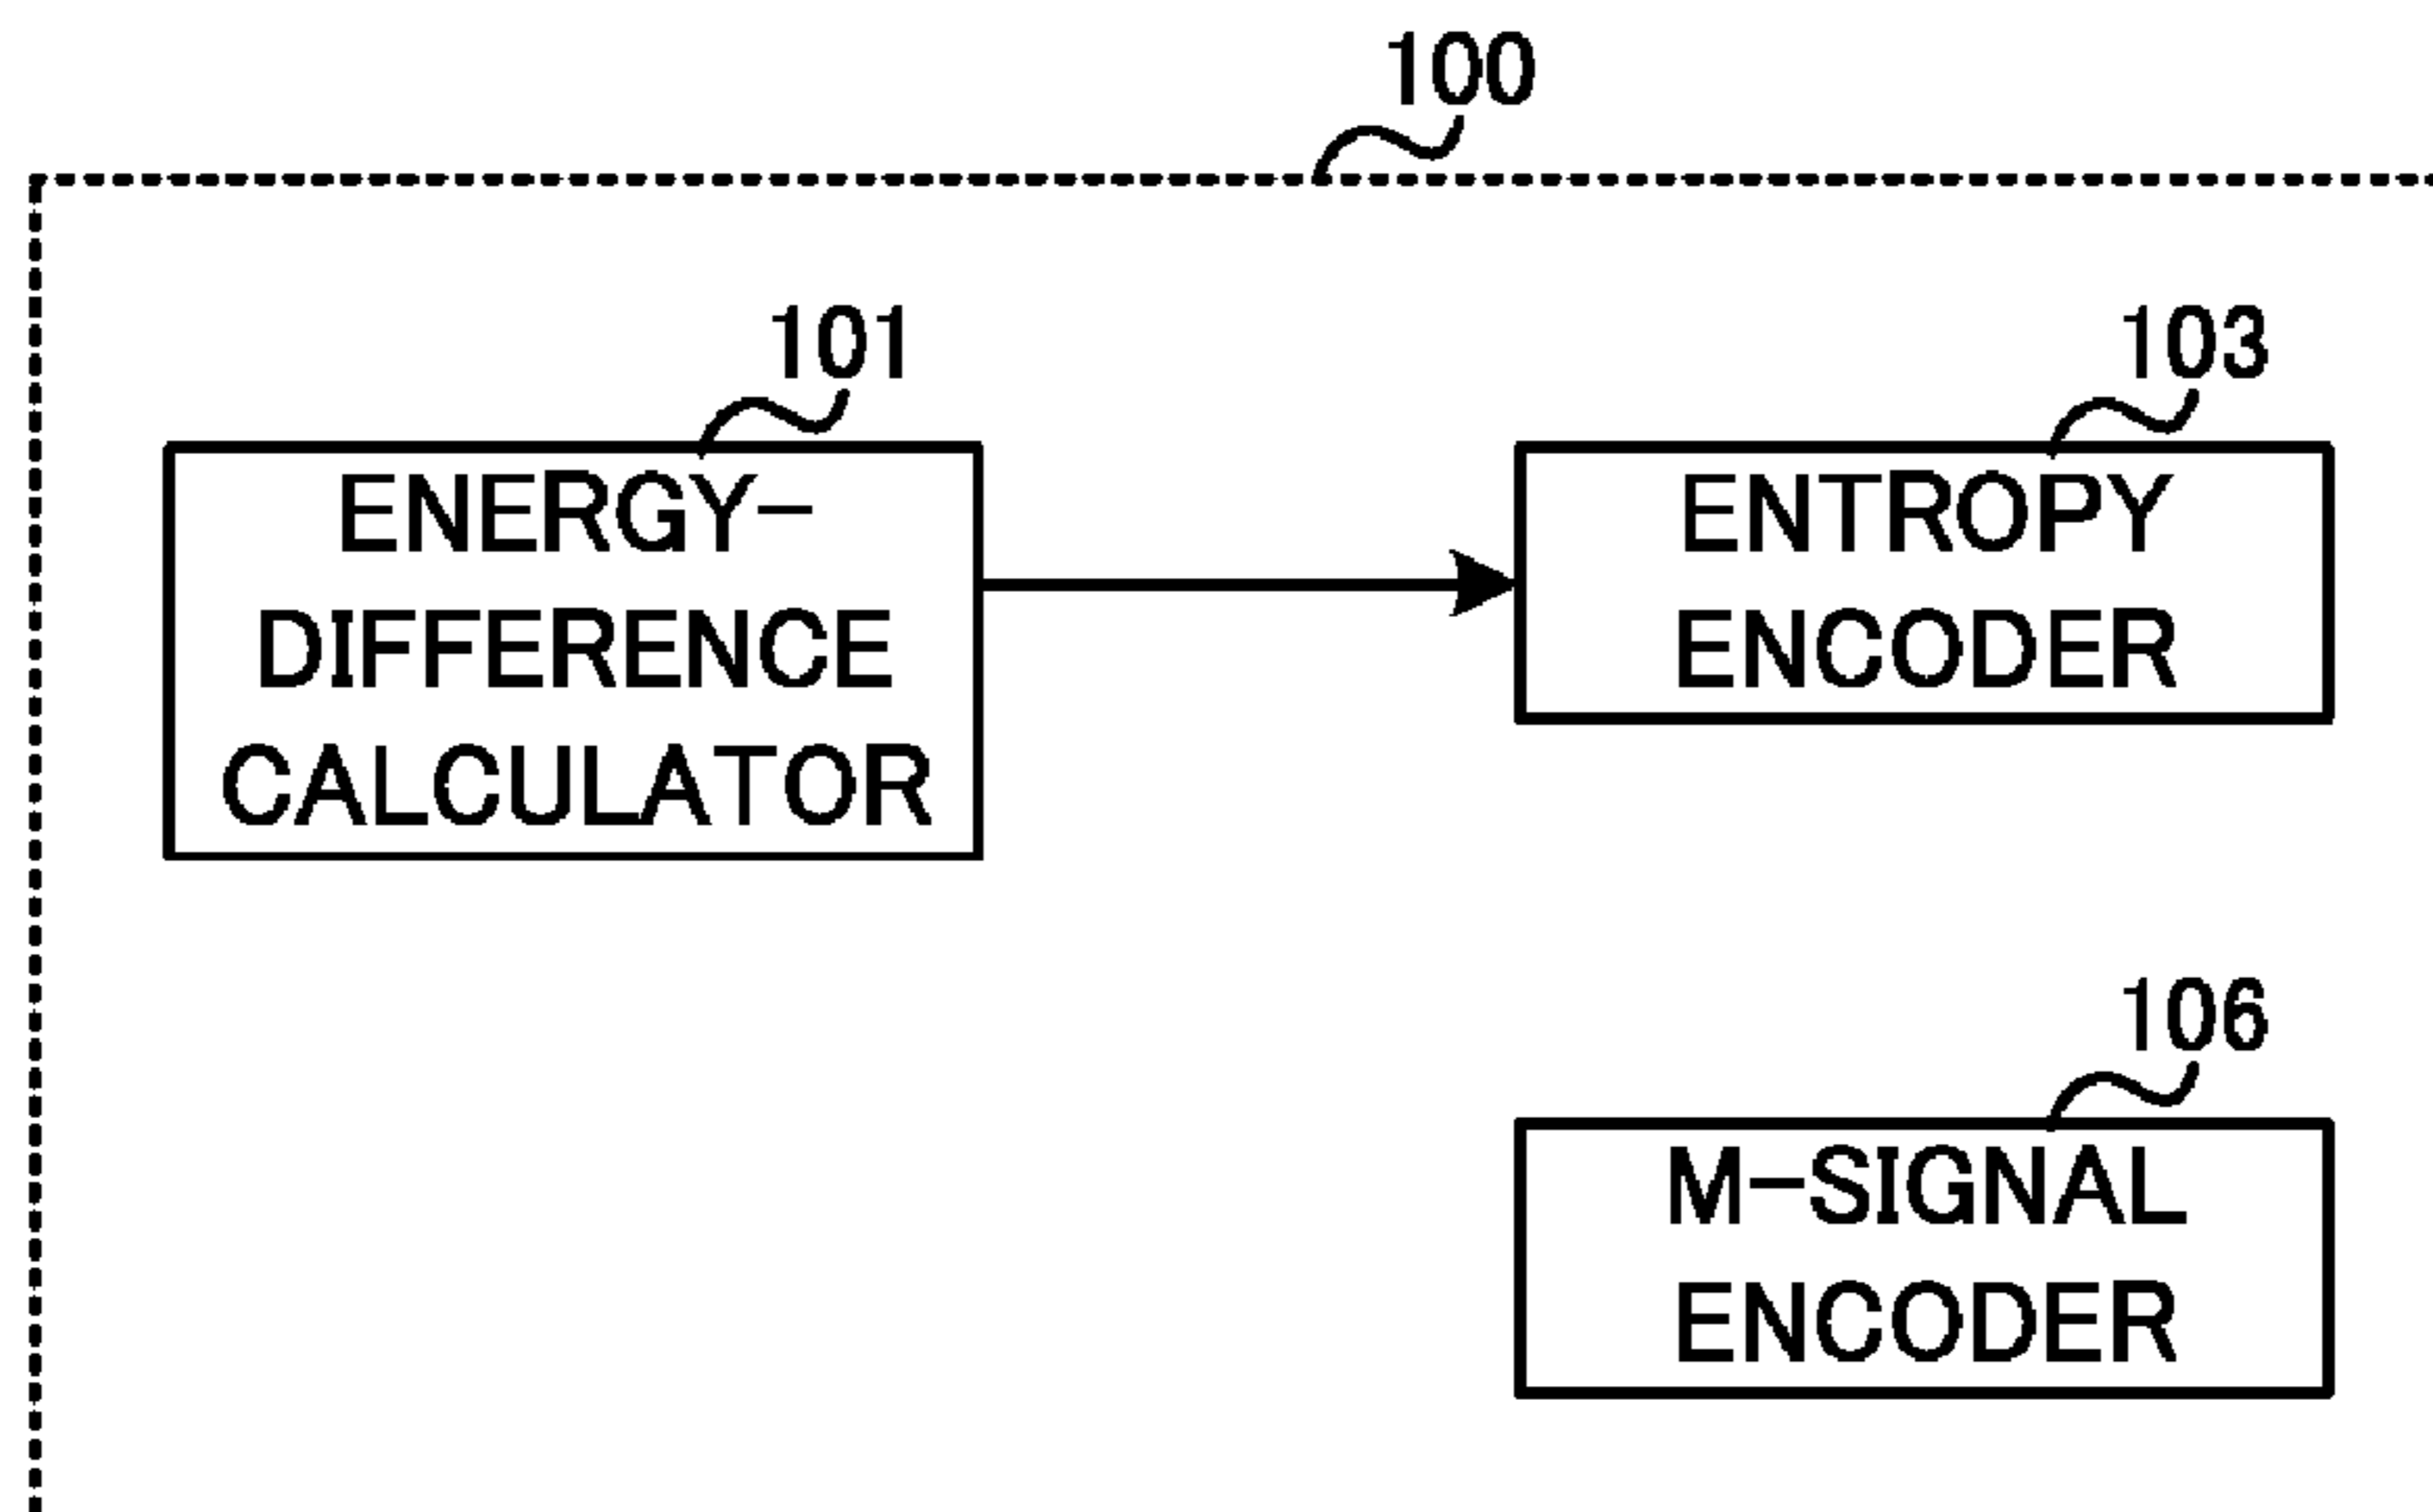 100
101
ENERGY-
DIFFERENCE
CALCULATOR
103
ENTROPY
ENCODER
106
M-SIGNAL
ENCODER